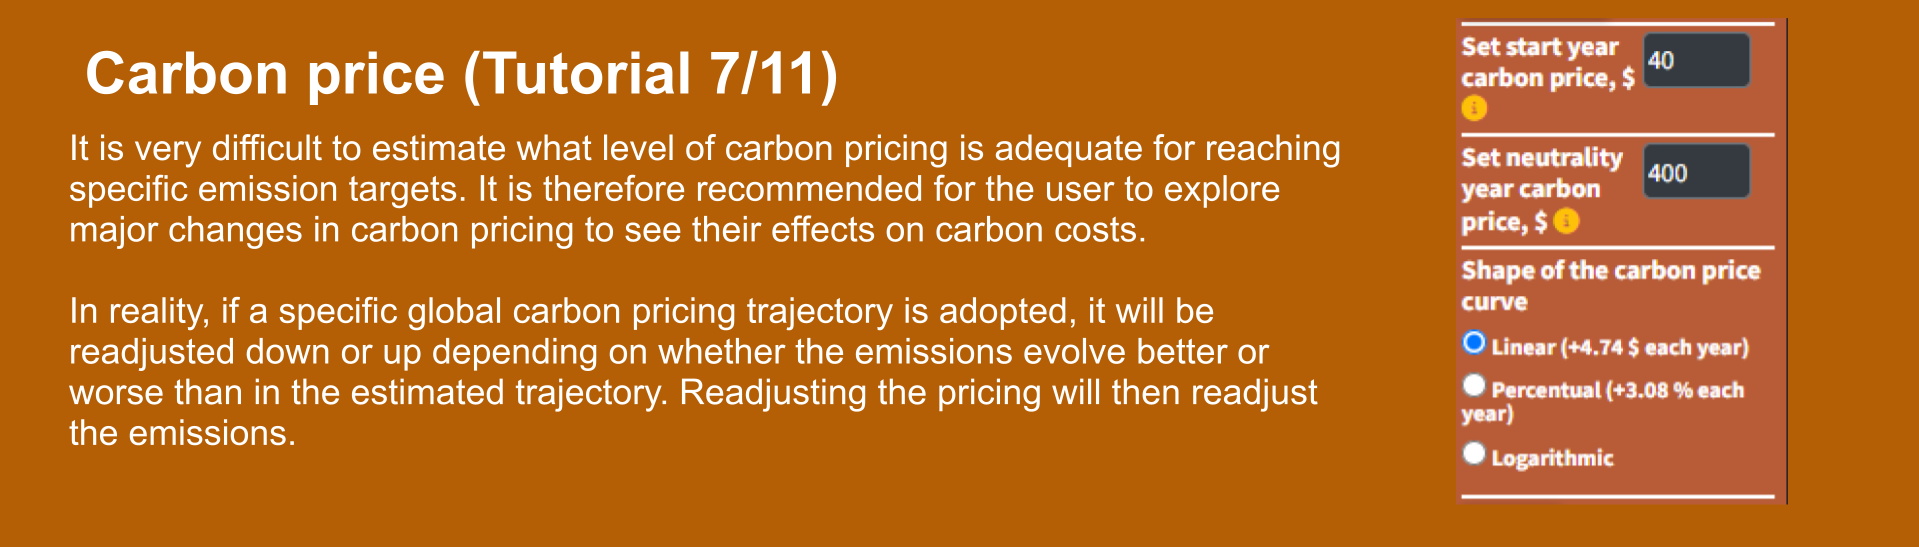 Carbon price (Tutorial 7/11)
It is very difficult to estimate what level of carbon pricing is adequate for reaching
specific emission targets. It is therefore recommended for the user to explore
major changes in carbon pricing to see their effects on carbon costs.
In reality, if a specific global carbon pricing trajectory is adopted, it will be
readjusted down or up depending on whether the emissions evolve better or
worse than in the estimated trajectory. Readjusting the pricing will then readjust
the emissions.
Set start year
carbon price, $
i
40
Set neutrality
year carbon
price, $ i
400
Shape of the carbon price
curve
Linear (+4.74 $ each year)
Percentual (+3.08 % each
year)
Logarithmic